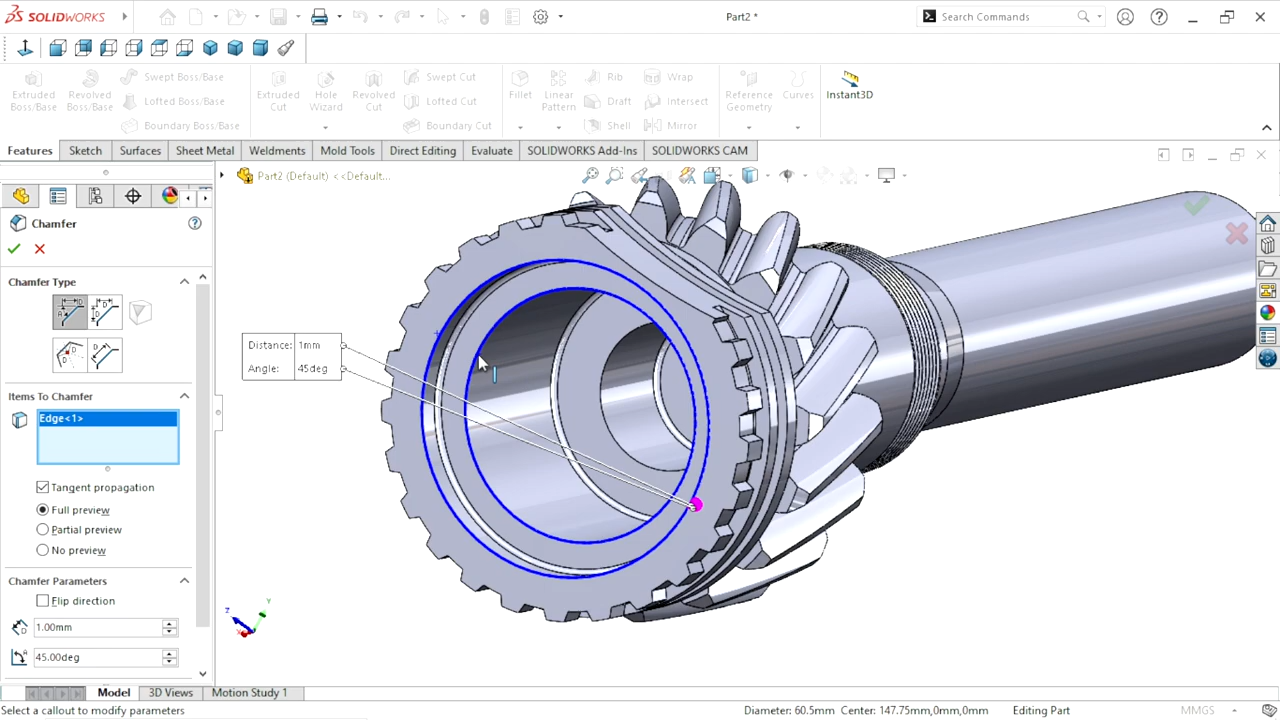 SOLIDWORKS
Part2 *
Search Commands
Extruded Boss/Base
Revolved Boss/Base
Swept Boss/Base
Lofted Boss/Base
Boundary Boss/Base
Extruded Cut
Hole Wizard
Revolved Cut
Swept Cut
Lofted Cut
Boundary Cut
Fillet
Linear Pattern
Rib
Draft
Shell
Wrap
Intersect
Mirror
Reference Geometry
Curves
Instant3D
Features
Sketch
Surfaces
Sheet Metal
Weldments
Mold Tools
Direct Editing
Evaluate
SOLIDWORKS Add-Ins
SOLIDWORKS CAM
Part2 (Default) <<Default...
Chamfer
Chamfer Type
Items To Chamfer
Edge<1>
Tangent propagation
Full preview
Partial preview
No preview
Chamfer Parameters
Flip direction
1.00mm
45.00deg
Distance: 1mm
Angle: 45deg
Z
Y
X
Model
3D Views
Motion Study 1
Select a callout to modify parameters
Diameter: 60.5mm Center: 147.75mm,0mm,0mm
Editing Part
MMGS